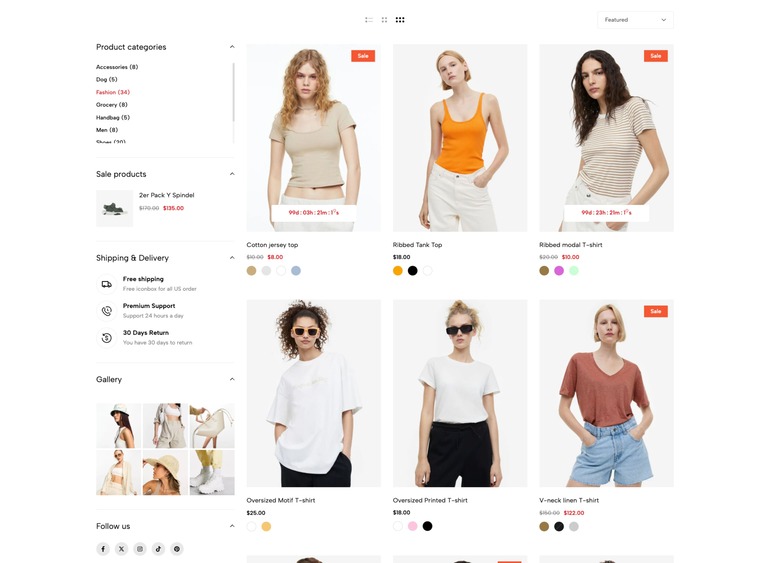 Featured
Product categories
Accessories (8)
Dog (5)
Fashion (34)
Grocery (8)
Handbag (5)
Men (8)
Shoes (20)
Sale products
2er Pack Y Spindel
$170.00 $135.00
Shipping & Delivery
Free shipping
Free iconbox for all US order
Premium Support
Support 24 hours a day
30 Days Return
You have 30 days to return
Gallery
Follow us
Sale
99d : 03h : 21m :
Cotton jersey top
$10.00 $8.00
Ribbed Tank Top
$18.00
Sale
99d : 23h : 21m :
Ribbed modal T-shirt
$20.00 $10.00
Oversized Motif T-shirt
$25.00
Oversized Printed T-shirt
$18.00
Sale
V-neck linen T-shirt
$150.00 $122.00